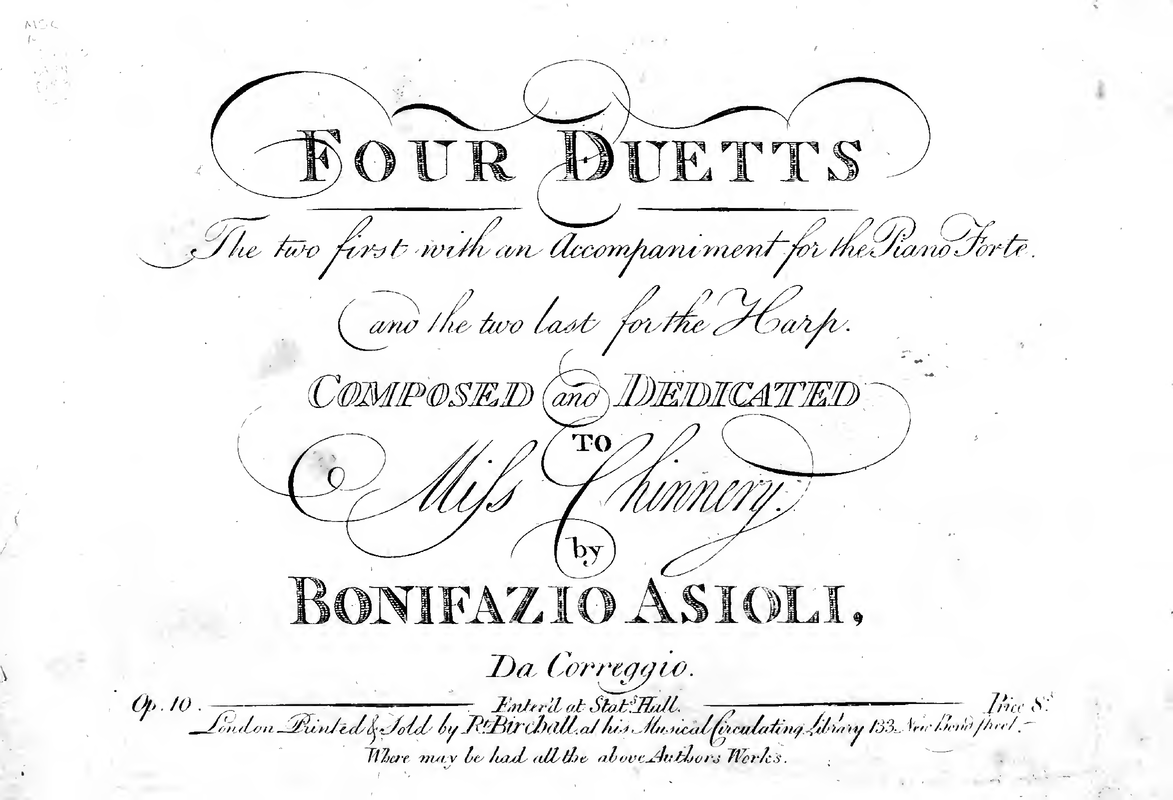 FOUR DUETTS
The two first with an Accompaniment for the Piano Forte.
and the two last for the Harp.
COMPOSED and DEDICATED
TO
Miſs Chinnery.
by
BONIFAZIO ASIOLI,
Da Correggio.
Op. 10. Enter'd at Stats. Hall. Price 8s.
London Printed & Sold by Rt. Birchall at his Musical Circulating Library 133 New Bond ſtreet.
Where may be had all the above Authors Works.